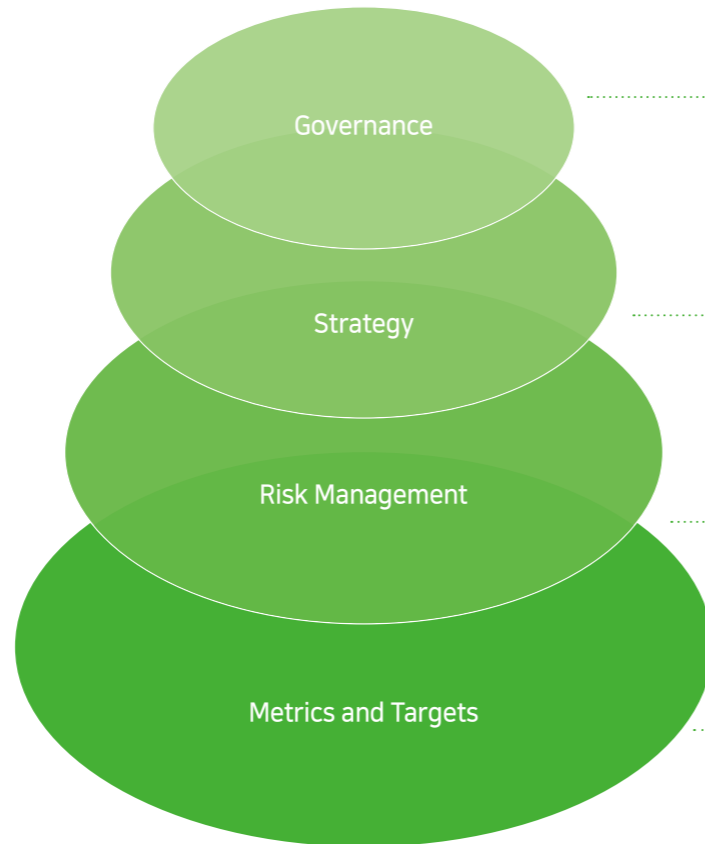 Governance
Strategy
Risk Management
Metrics and Targets